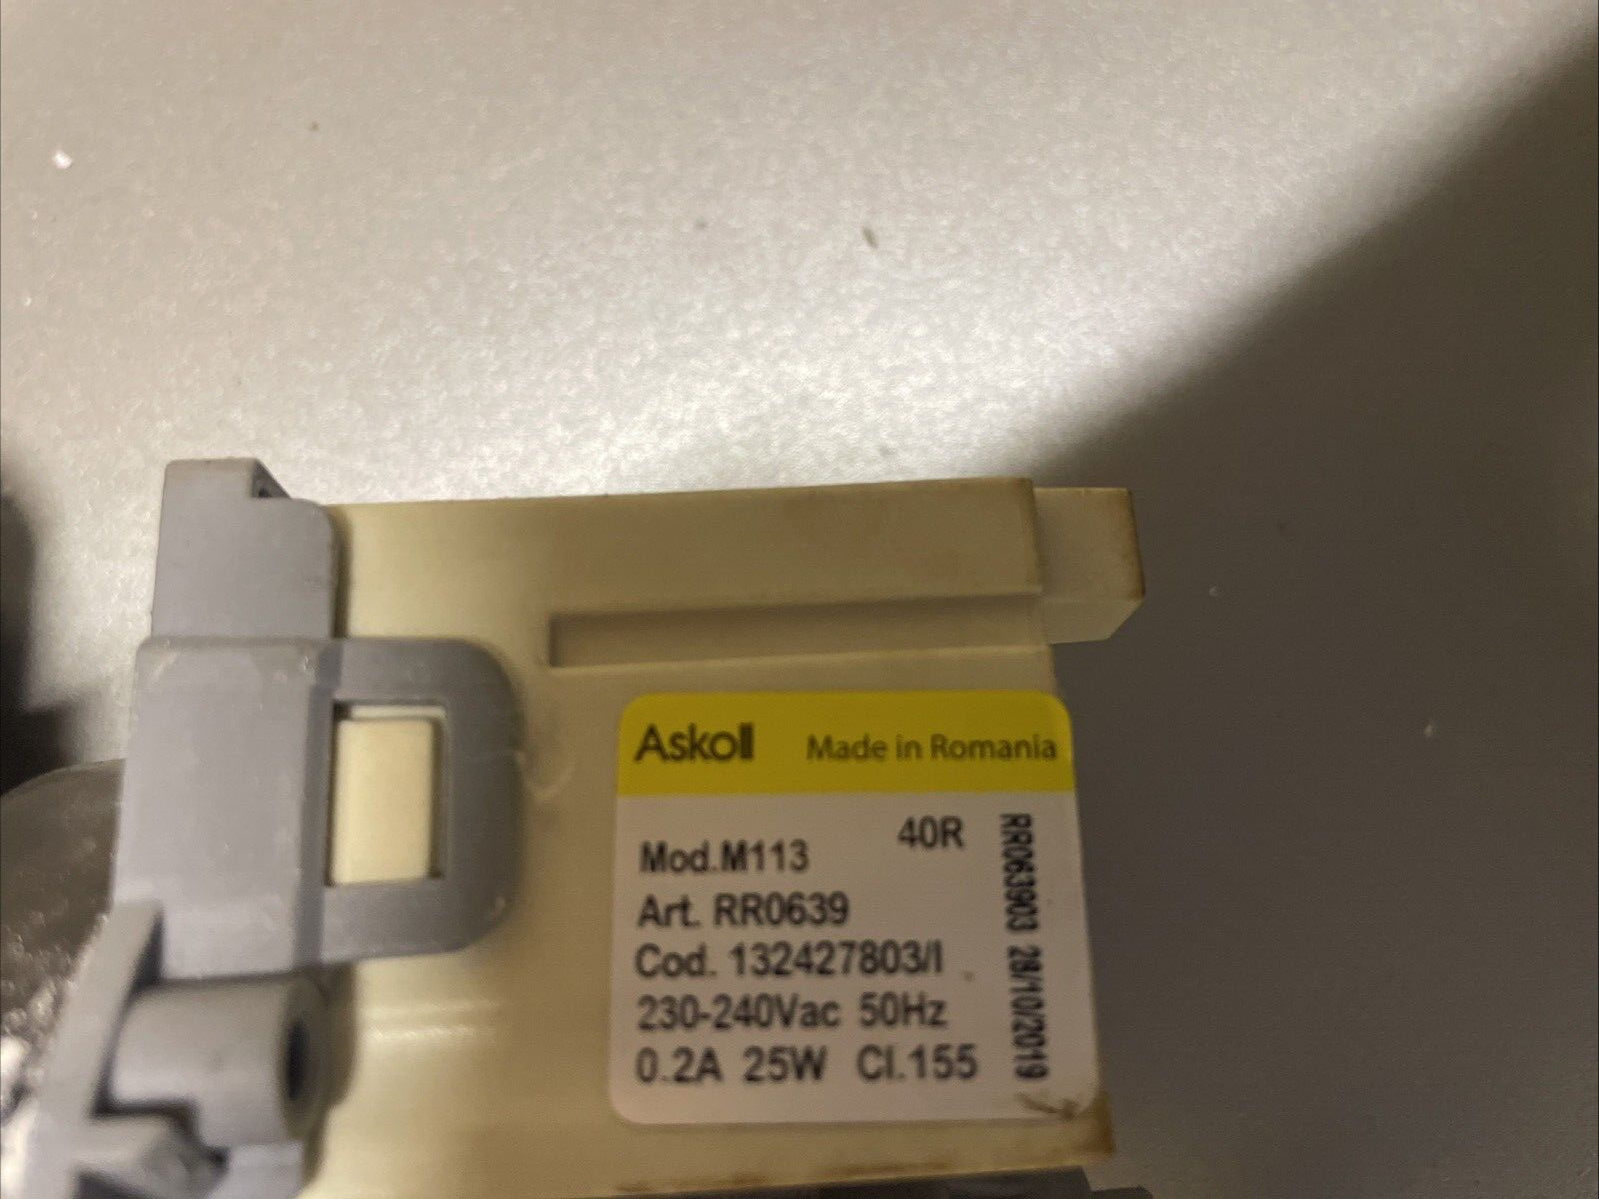 Askoll Made in Romania
40R
Mod.M113
Art. RR0639
Cod. 132427803/I
230-240Vac 50Hz
0.2A 25W Cl.155
RR063903 28/10/2019